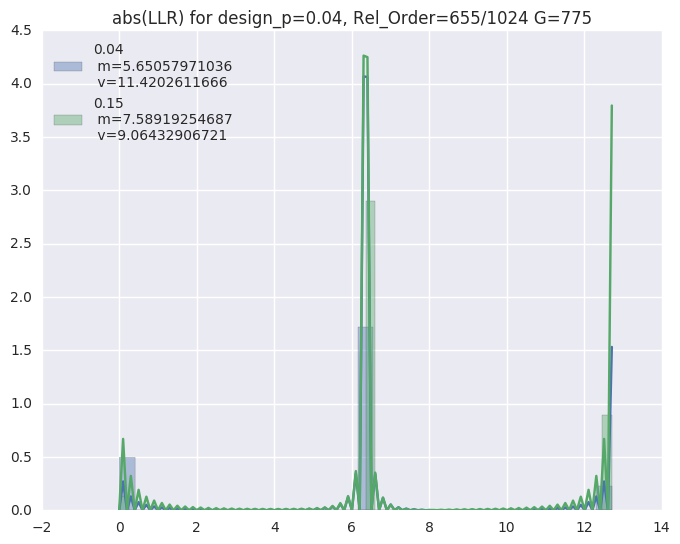 abs(LLR) for design_p=0.04, Rel_Order=655/1024 G=775
4.5
4.0
3.5
3.0
2.5
2.0
1.5
1.0
0.5
0.0
0.04
m=5.65057971036
v=11.4202611666
0.15
m=7.58919254687
v=9.06432906721
−2 0 2 4 6 8 10 12 14